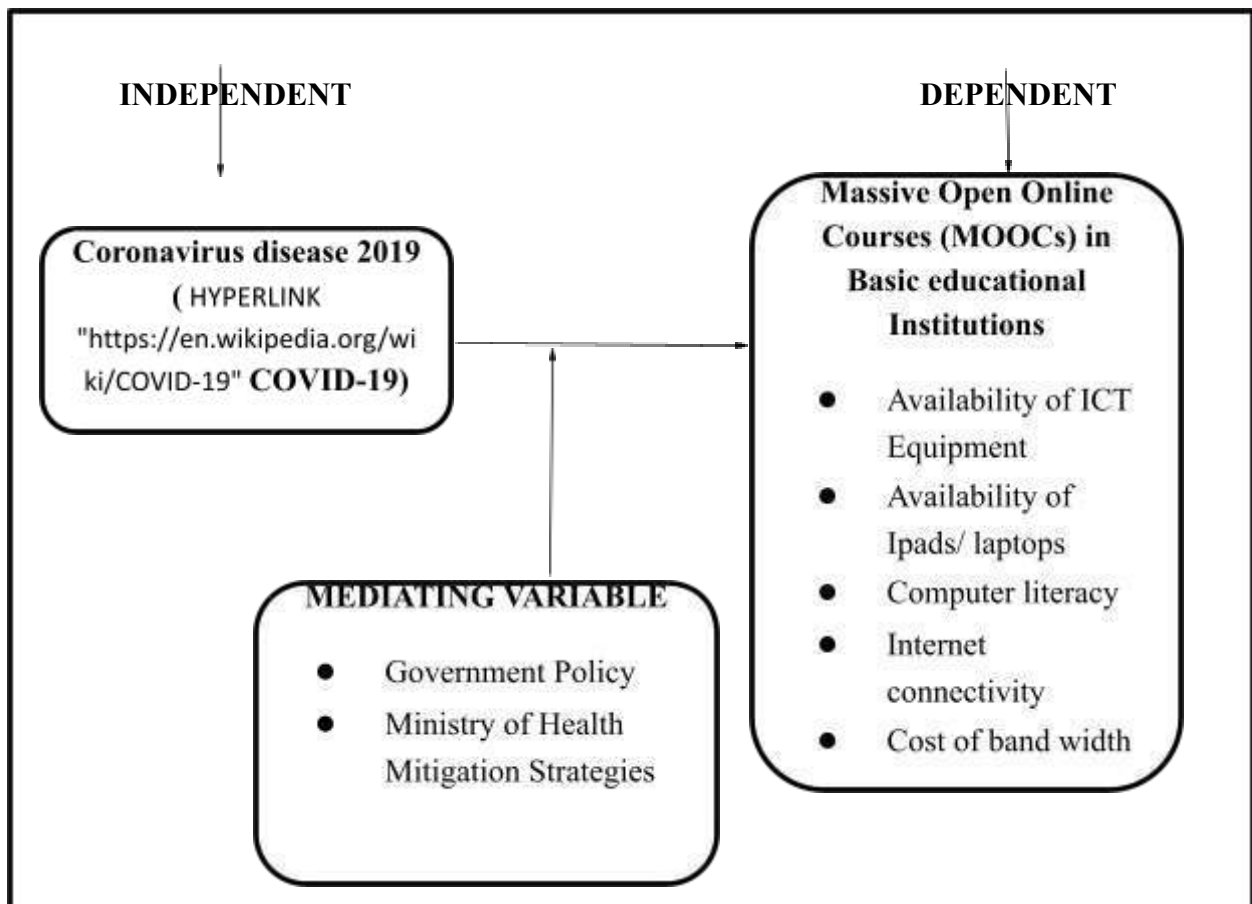 INDEPENDENT
DEPENDENT
Coronavirus disease 2019
( HYPERLINK
"https://en.wikipedia.org/wi
ki/COVID-19" COVID-19)
Massive Open Online
Courses (MOOCs) in
Basic educational
Institutions
● Availability of ICT
Equipment
● Availability of
Ipads/ laptops
● Computer literacy
● Internet
connectivity
● Cost of band width
MEDIATING VARIABLE
● Government Policy
● Ministry of Health
Mitigation Strategies